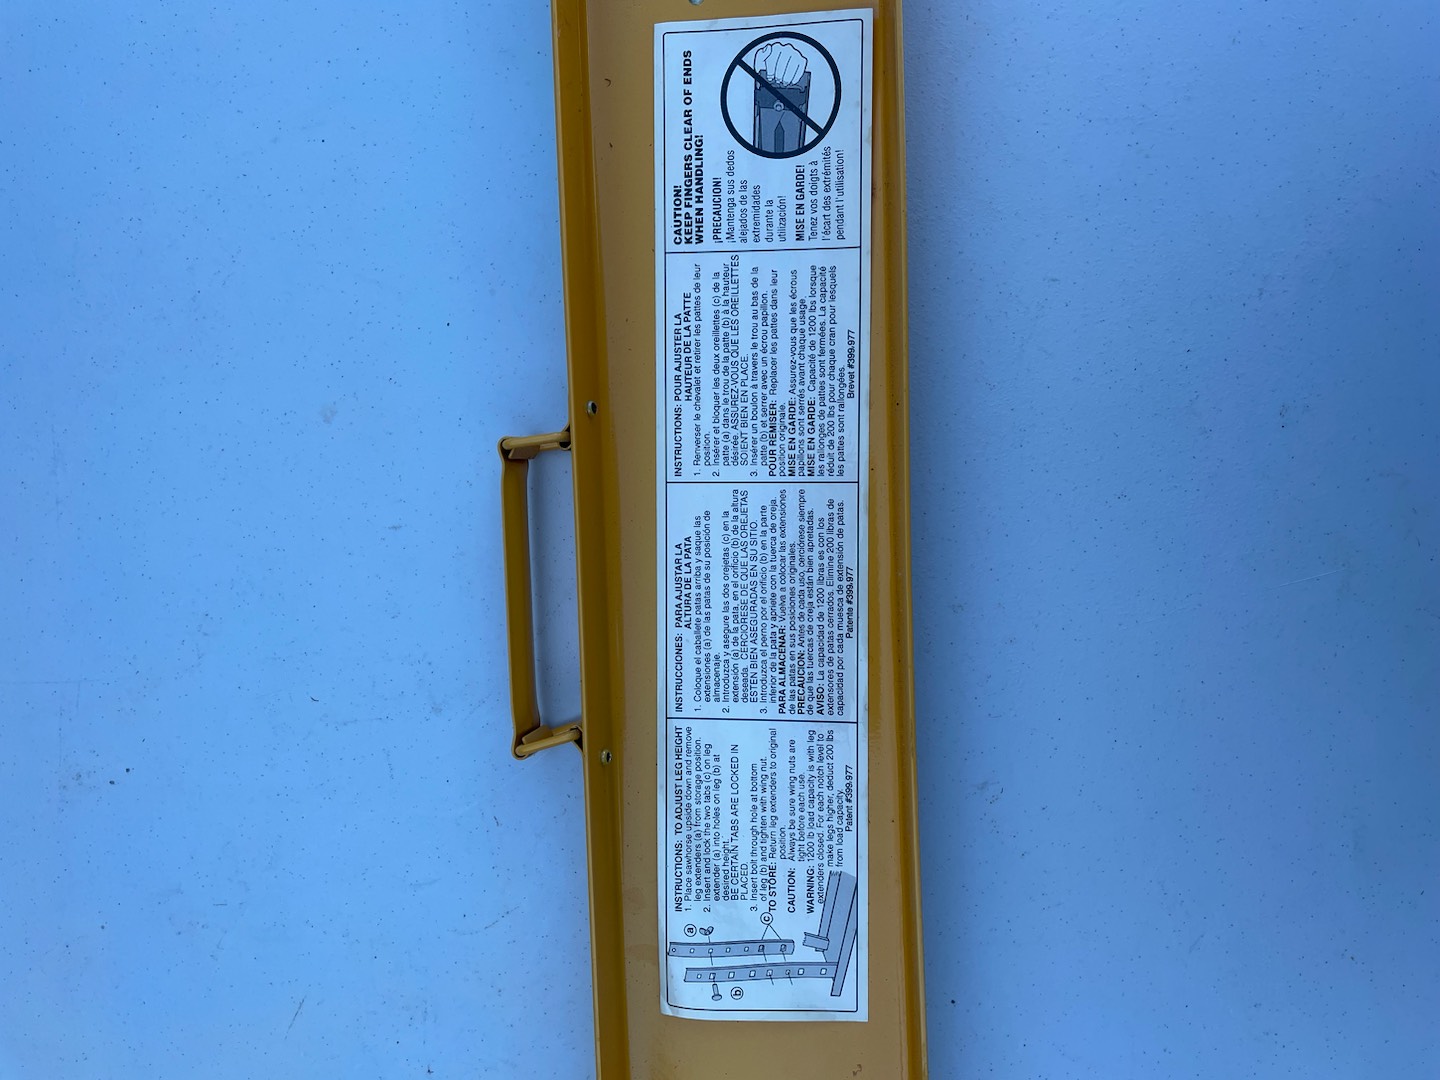 INSTRUCTIONS: TO ADJUST LEG HEIGHT
1. Place sawhorse upside down and remove
leg extenders (a) from storage position.
2. Insert and lock the two tabs (c) on leg
extender (a) into holes on leg (b) at
desired height.
BE CERTAIN TABS ARE LOCKED IN
PLACED.
3. Insert bolt through hole at bottom
of leg (b) and tighten with wing nut.
TO STORE: Return leg extenders to original
position.
CAUTION: Always be sure wing nuts are
tight before each use.
WARNING: 1200 lb load capacity is with leg
extenders closed. For each notch level to
make legs higher, deduct 200 lbs
from load capacity.
Patent #399,977
a
b
c
INSTRUCCIONES: PARA AJUSTAR LA
ALTURA DE LA PATA
1. Coloque el caballete patas arriba y saque las
extensiones (a) de las patas de su posición de
almacenaje.
2. Introduzca y asegure las dos orejetas (c) en la
extensión (a) de la pata, en el orificio (b) de la altura
deseada. CERCIORESE DE QUE LAS OREJETAS
ESTEN BIEN ASEGURADAS EN SU SITIO.
3. Introduzca el perno por el orificio (b) en la parte
inferior de la pata y apriete con la tuerca de oreja.
PARA ALMACENAR: Vuelva a colocar las extensiones
de las patas en sus posiciones originales.
PRECAUCION: Antes de cada uso, cerciórese siempre
de que las tuercas de oreja están bien apretadas.
AVISO: La capacidad de 1200 libras es con los
extensores de patas cerrados. Elimine 200 libras de
capacidad por cada muesca de extensión de patas.
Patente #399,977
INSTRUCTIONS: POUR AJUSTER LA
HAUTEUR DE LA PATTE
1. Renverser le chevalet et retirer les pattes de leur
position.
2. Insérer et bloquer les deux oreillettes (c) de la
patte (a) dans le trou de la patte (b) à la hauteur
désirée. ASSUREZ-VOUS QUE LES OREILLETTES
SOIENT BIEN EN PLACE.
3. Insérer un boulon à travers le trou au bas de la
patte (b) et serrer avec un écrou papillon.
POUR REMISER: Replacer les pattes dans leur
position originale.
MISE EN GARDE: Assurez-vous que les écrous
papillons sont serrés avant chaque usage.
MISE EN GARDE: Capacité de 1200 lbs lorsque
les rallonges de pattes sont fermées. La capacité
réduit de 200 lbs pour chaque cran pour lesquels
les pattes sont rallongées.
Brevet #399,977
CAUTION!
KEEP FINGERS CLEAR OF ENDS
WHEN HANDLING!
¡PRECAUCION!
¡Mantenga sus dedos
alejados de las
extremidades
durante la
utilización!
MISE EN GARDE!
Tenez vos doigts à
l'écart des extrémités
pendant l'utilisation!